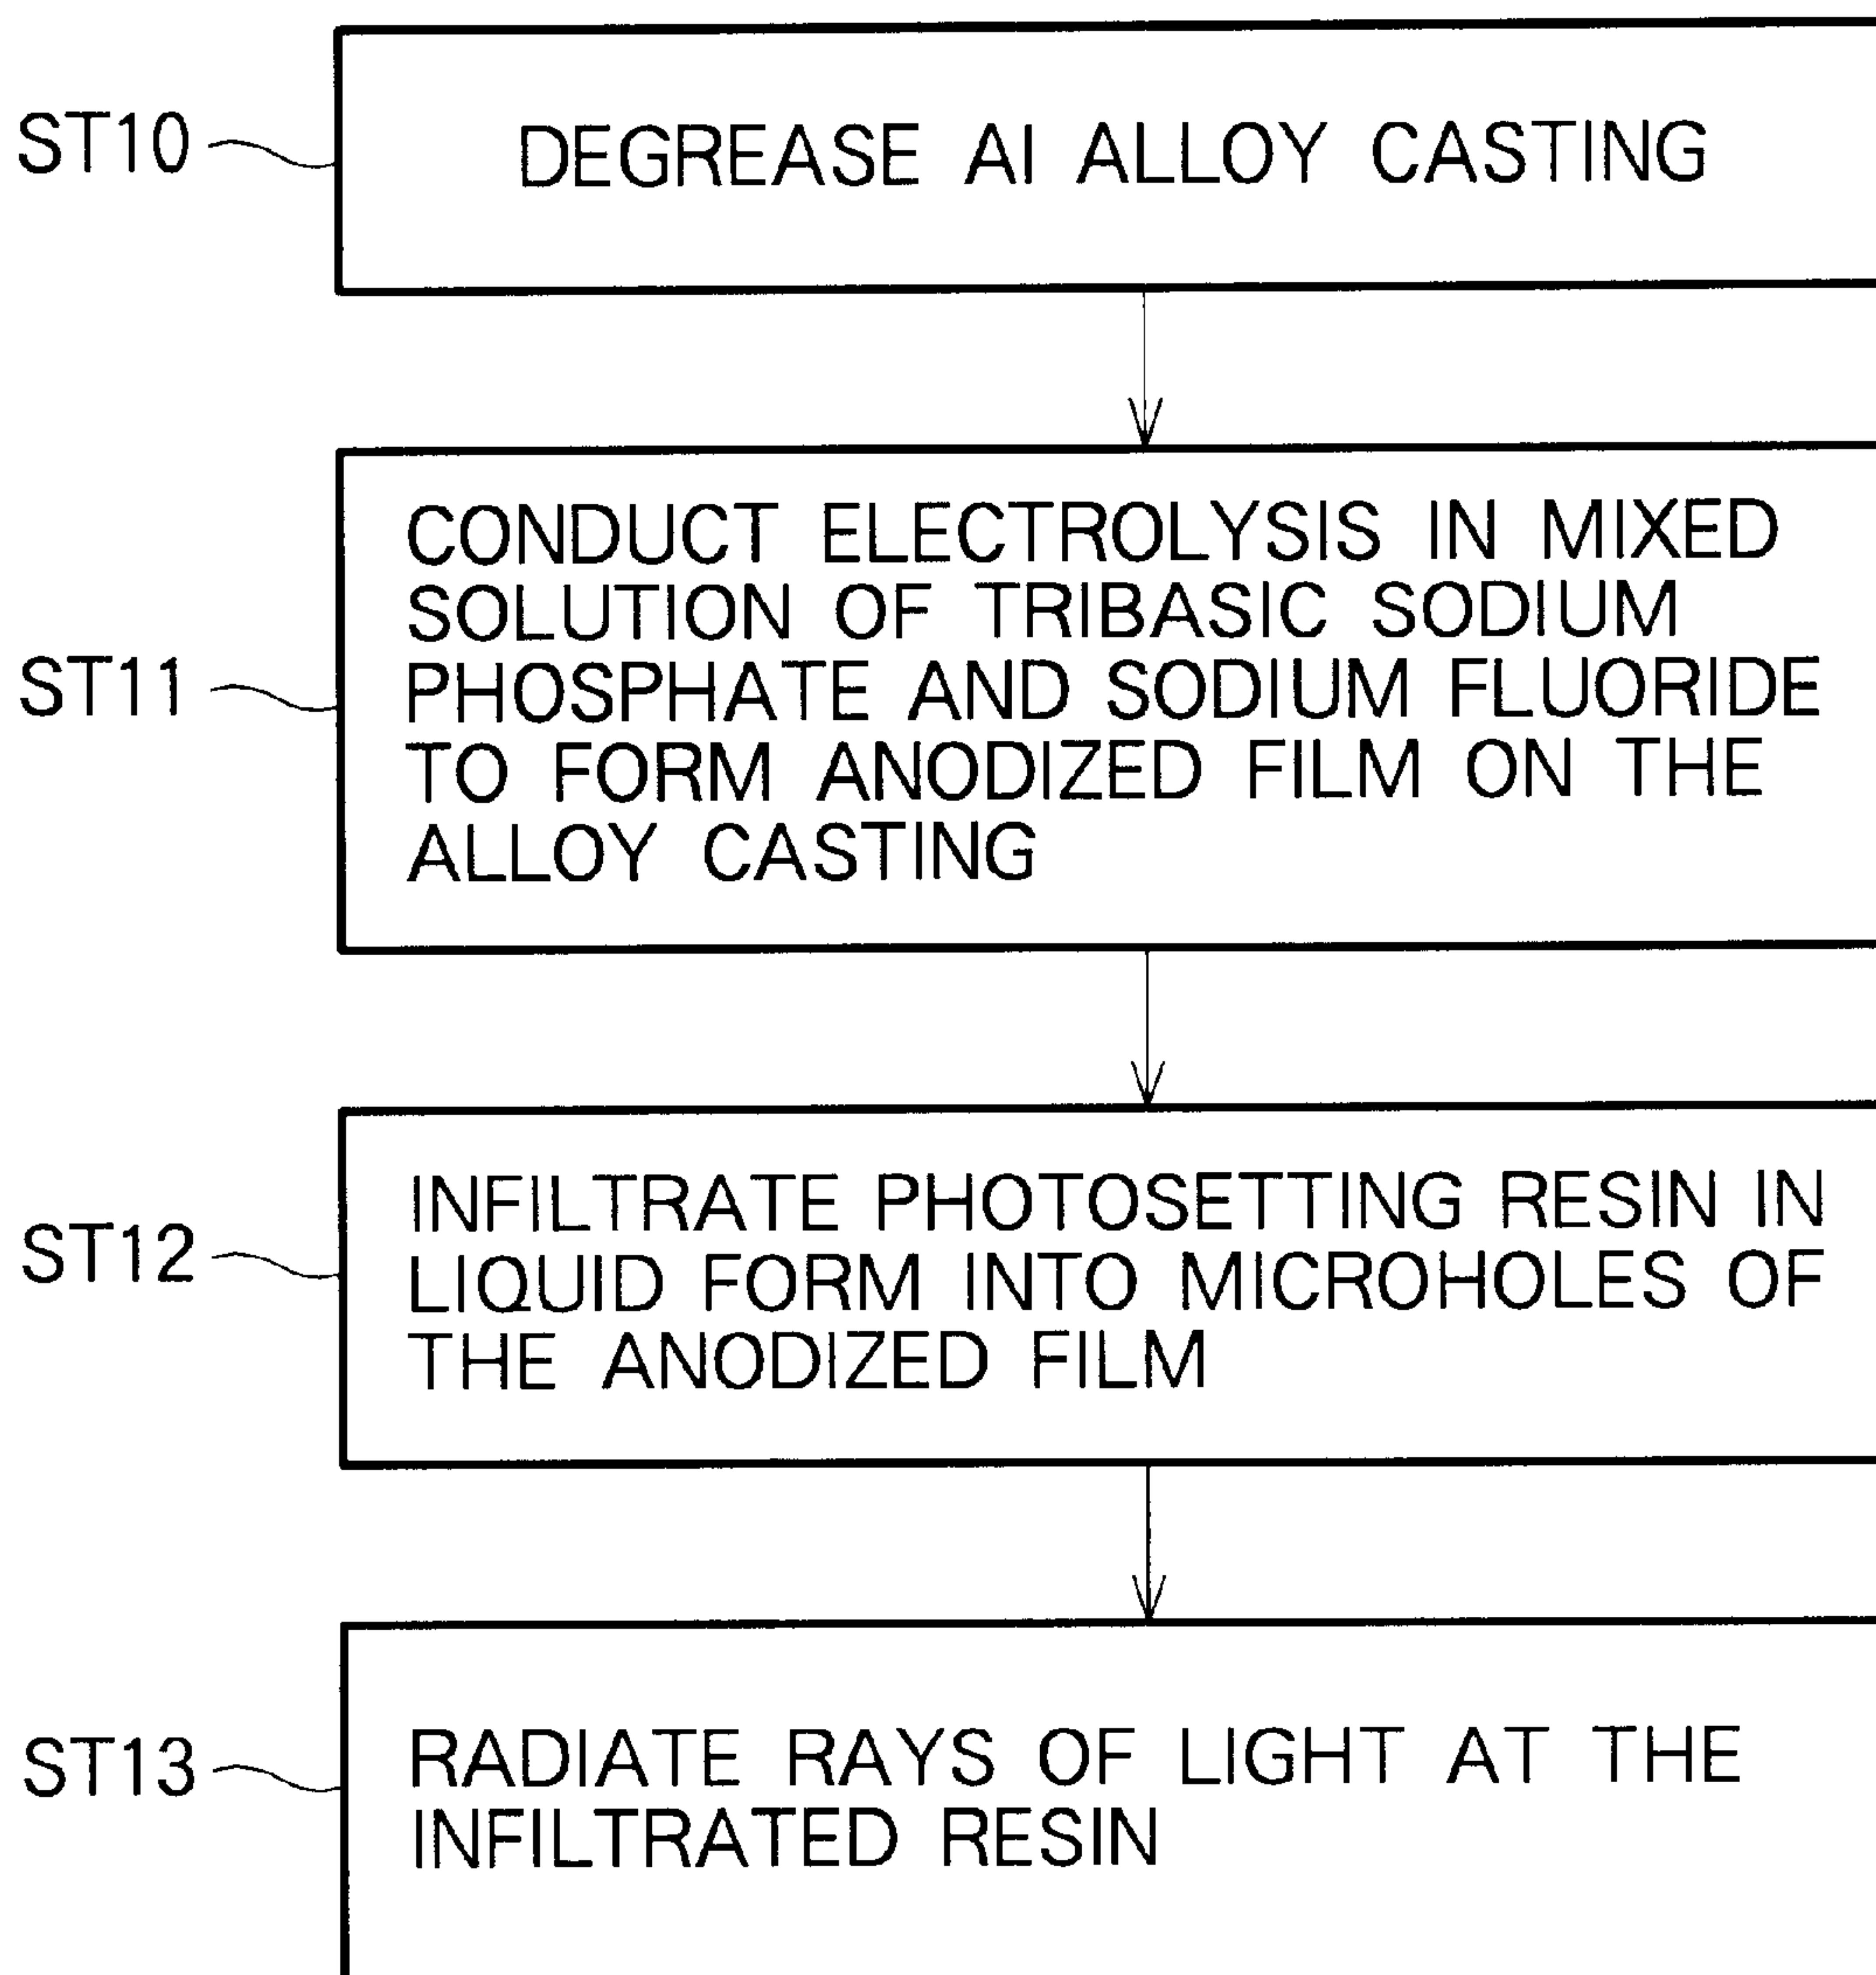 ST10
DEGREASE Al ALLOY CASTING
ST11
CONDUCT ELECTROLYSIS IN MIXED
SOLUTION OF TRIBASIC SODIUM
PHOSPHATE AND SODIUM FLUORIDE
TO FORM ANODIZED FILM ON THE
ALLOY CASTING
ST12
INFILTRATE PHOTOSETTING RESIN IN
LIQUID FORM INTO MICROHOLES OF
THE ANODIZED FILM
ST13
RADIATE RAYS OF LIGHT AT THE
INFILTRATED RESIN